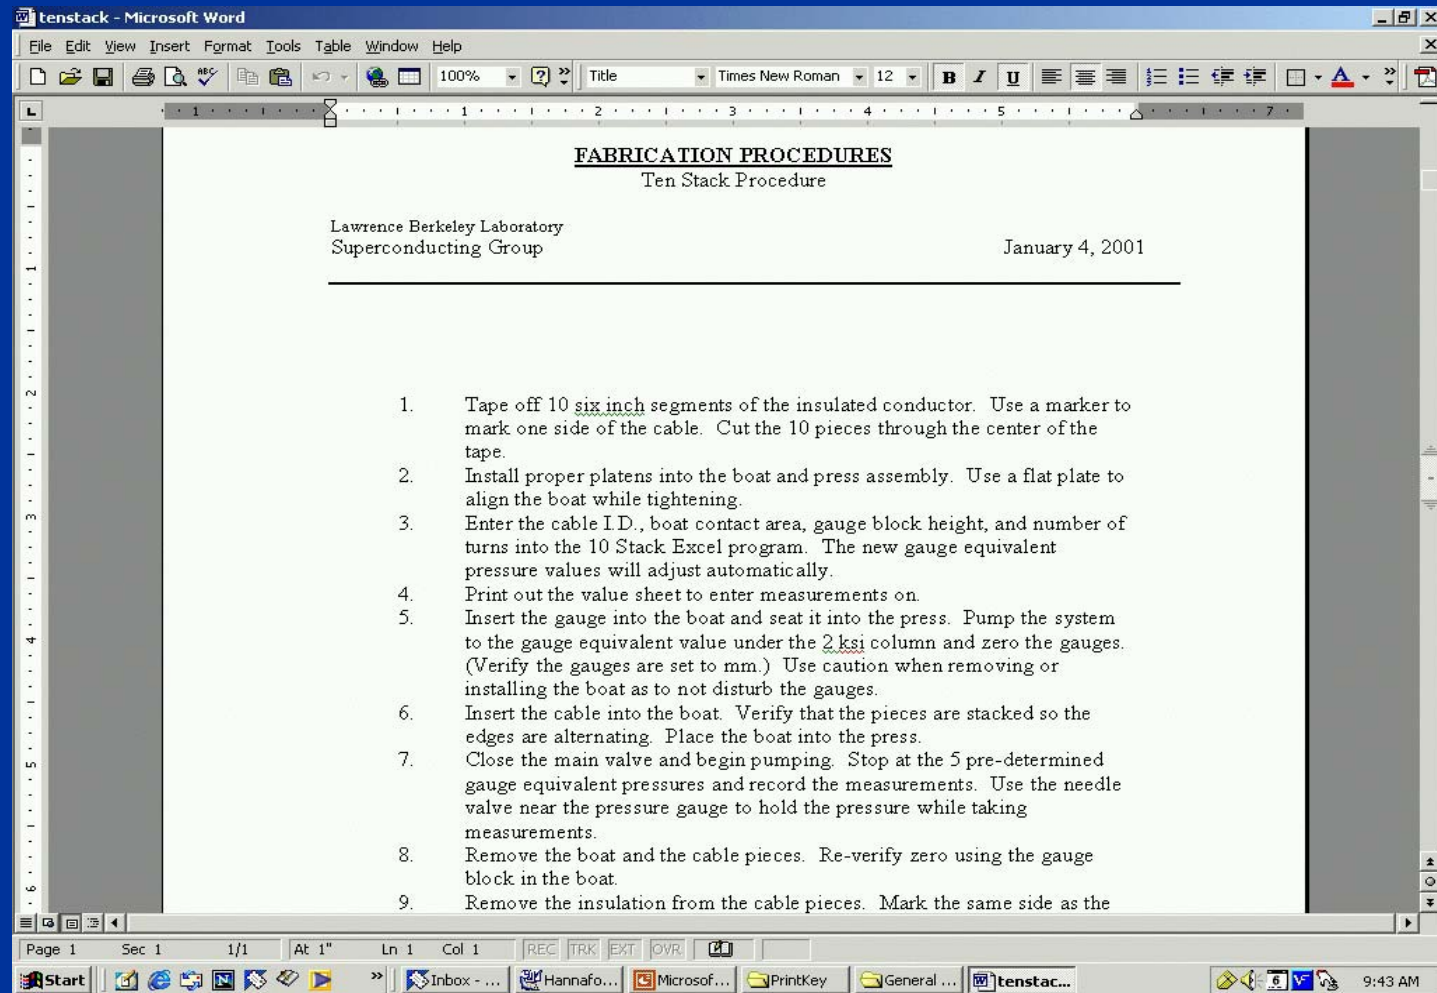 tenstack - Microsoft Word
File Edit View Insert Format Tools Table Window Help
100% Title Times New Roman 12 B I U A
1 1 2 3 4 5 7
FABRICATION PROCEDURES
Ten Stack Procedure
Lawrence Berkeley Laboratory
Superconducting Group January 4, 2001
1. Tape off 10 six inch segments of the insulated conductor. Use a marker to
mark one side of the cable. Cut the 10 pieces through the center of the
tape.
2. Install proper platens into the boat and press assembly. Use a flat plate to
align the boat while tightening.
3. Enter the cable I.D., boat contact area, gauge block height, and number of
turns into the 10 Stack Excel program. The new gauge equivalent
pressure values will adjust automatically.
4. Print out the value sheet to enter measurements on.
5. Insert the gauge into the boat and seat it into the press. Pump the system
to the gauge equivalent value under the 2 ksi column and zero the gauges.
(Verify the gauges are set to mm.) Use caution when removing or
installing the boat as to not disturb the gauges.
6. Insert the cable into the boat. Verify that the pieces are stacked so the
edges are alternating. Place the boat into the press.
7. Close the main valve and begin pumping. Stop at the 5 pre-determined
gauge equivalent pressures and record the measurements. Use the needle
valve near the pressure gauge to hold the pressure while taking
measurements.
8. Remove the boat and the cable pieces. Re-verify zero using the gauge
block in the boat.
9. Remove the insulation from the cable pieces. Mark the same side as the
Page 1 Sec 1 1/1 At 1" Ln 1 Col 1 REC TRK EXT OVR
Start Inbox - ... Hannafo... Microsof... PrintKey General ... tenstac... 9:43 AM